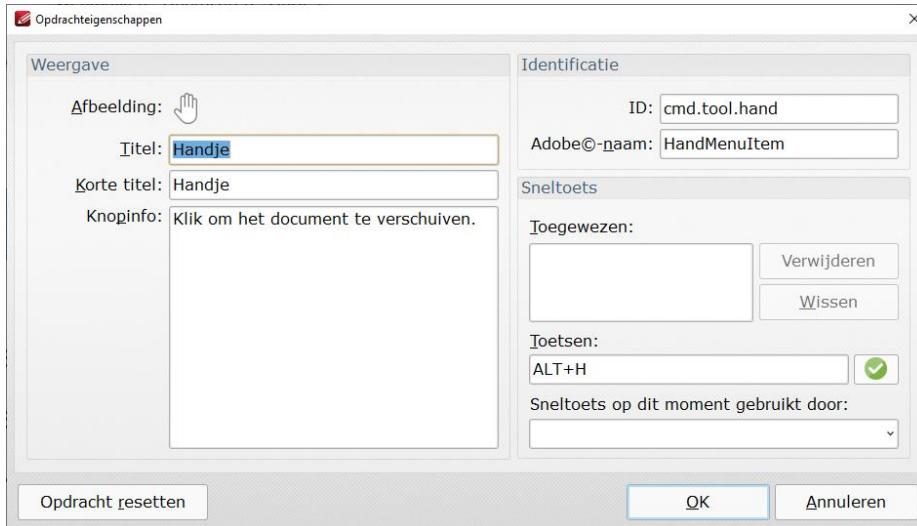 Opdrachteigenschappen
Weergave
Afbeelding:
Titel: Handje
Korte titel: Handje
Knopinfo: Klik om het document te verschuiven.
Identificatie
ID: cmd.tool.hand
Adobe©-naam: HandMenuItem
Sneltoets
Toegewezen:
Verwijderen
Wissen
Toetsen:
ALT+H
Sneltoets op dit moment gebruikt door:
Opdracht resetten
OK
Annuleren